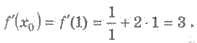 f'(x₀) = f'(1) = 1/1 + 2 · 1 = 3 .